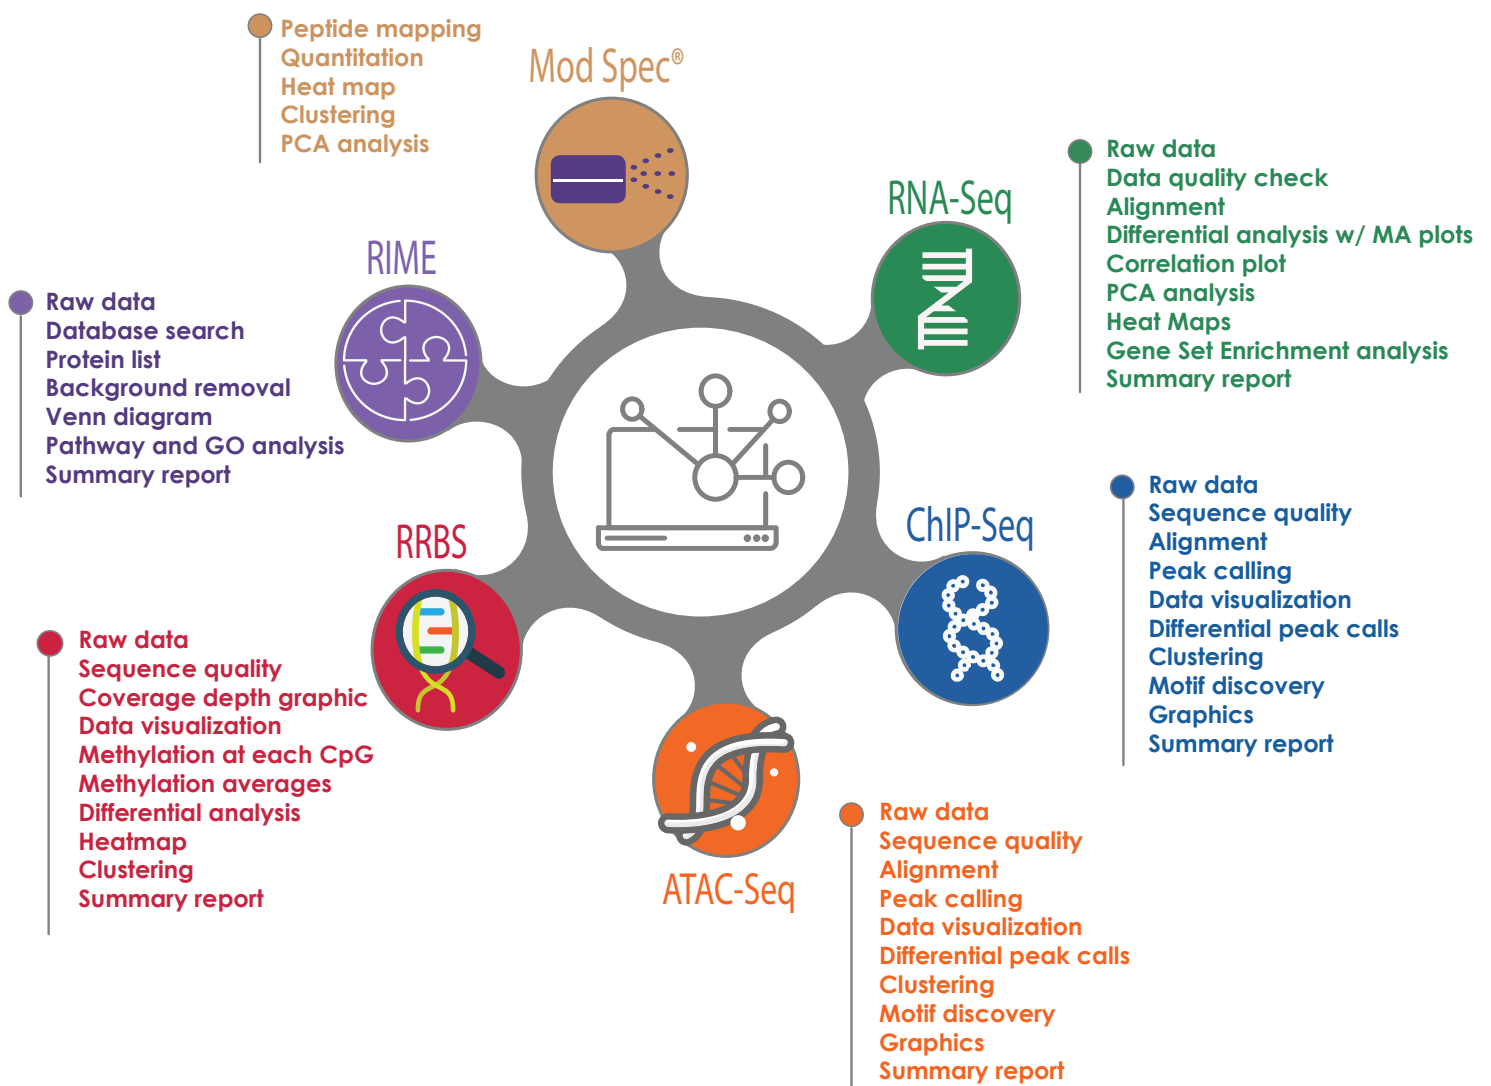 Mod Spec®
Peptide mapping
Quantitation
Heat map
Clustering
PCA analysis
RNA-Seq
Raw data
Data quality check
Alignment
Differential analysis w/ MA plots
Correlation plot
PCA analysis
Heat Maps
Gene Set Enrichment analysis
Summary report
RIME
Raw data
Database search
Protein list
Background removal
Venn diagram
Pathway and GO analysis
Summary report
ChIP-Seq
Raw data
Sequence quality
Alignment
Peak calling
Data visualization
Differential peak calls
Clustering
Motif discovery
Graphics
Summary report
RRBS
Raw data
Sequence quality
Coverage depth graphic
Data visualization
Methylation at each CpG
Methylation averages
Differential analysis
Heatmap
Clustering
Summary report
ATAC-Seq
Raw data
Sequence quality
Alignment
Peak calling
Data visualization
Differential peak calls
Clustering
Motif discovery
Graphics
Summary report